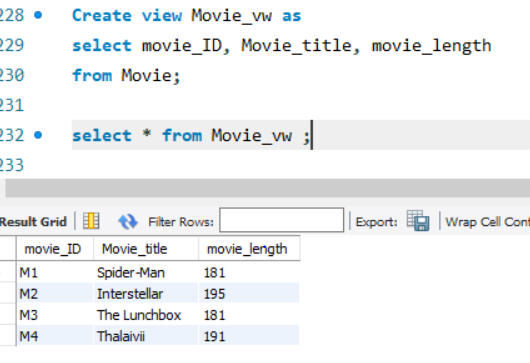 228 Create view Movie_vw as
229 select movie_ID, Movie_title, movie_length
230 from Movie;
231
232 select * from Movie_vw ;
233
Result Grid Filter Rows: Export: Wrap Cell Cont
movie_ID Movie_title movie_length
M1 Spider-Man 181
M2 Interstellar 195
M3 The Lunchbox 181
M4 Thalaivii 191